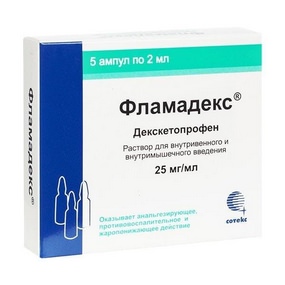 5 ампул по 2 мл
Фламадекс®
Декскетопрофен
Раствор для внутривенного и
внутримышечного введения
25 мг/мл
Оказывает анальгезирующее,
противовоспалительное и
жаропонижающее действие
сотекс
Фламадекс®